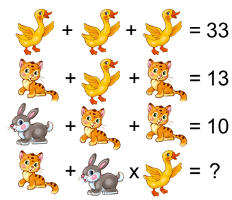 + + = 33
+ + = 13
+ + = 10
+ x = ?